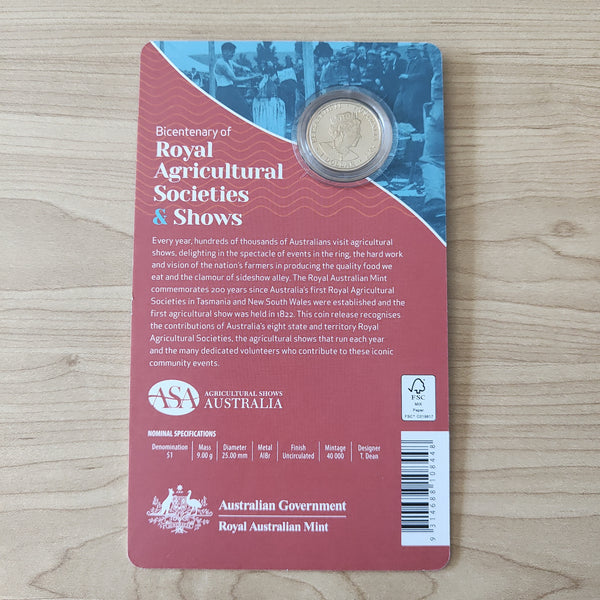 Bicentenary of
Royal
Agricultural
Societies
& Shows
Every year, hundreds of thousands of Australians visit agricultural
shows, delighting in the spectacle of events in the ring, the hard work
and vision of the nation's farmers in producing the quality food we
eat and the clamour of sideshow alley. The Royal Australian Mint
commemorates 200 years since Australia's first Royal Agricultural
Societies in Tasmania and New South Wales were established and the
first agricultural show was held in 1822. This coin release recognises
the contributions of Australia's eight state and territory Royal
Agricultural Societies, the agricultural shows that run each year
and the many dedicated volunteers who contribute to these iconic
community events.
ASA
AGRICULTURAL SHOWS
AUSTRALIA
FSC
MIX
Paper
FSC® C019817
NOMINAL SPECIFICATIONS
Denomination Mass Diameter Metal Finish Mintage Designer
$1 9.00 g 25.00 mm AlBr Uncirculated 40 000 T. Dean
Australian Government
Royal Australian Mint
9 314688 108448